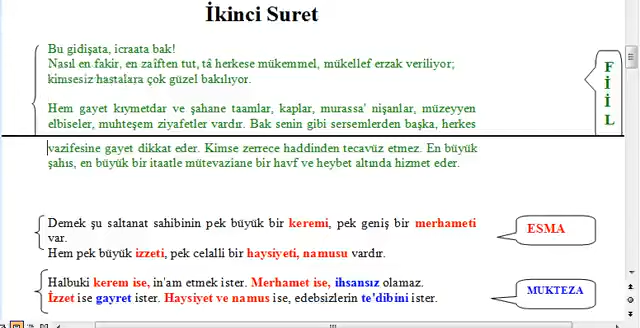 İkinci Suret
Bu gidişata, icraata bak!
Nasıl en fakir, en zaîften tut, tâ herkese mükemmel, mükellef erzak veriliyor;
kimsesiz hastalara çok güzel bakılıyor.
Hem gayet kıymetdar ve şahane taamlar, kaplar, murassa' nişanlar, müzeyyen
elbiseler, muhteşem ziyafetler vardır. Bak senin gibi sersemlerden başka, herkes
vazifesine gayet dikkat eder. Kimse zerrece haddinden tecavüz etmez. En büyük
şahıs, en büyük bir itaatle mütevaziane bir havf ve heybet altında hizmet eder.
FİİL
Demek şu saltanat sahibinin pek büyük bir keremi, pek geniş bir merhameti
var.
Hem pek büyük izzeti, pek celalli bir haysiyeti, namusu vardır.
ESMA
Halbuki kerem ise, in'am etmek ister. Merhamet ise, ihsansız olamaz.
İzzet ise gayret ister. Haysiyet ve namus ise, edebsizlerin te'dibini ister.
MUKTEZA